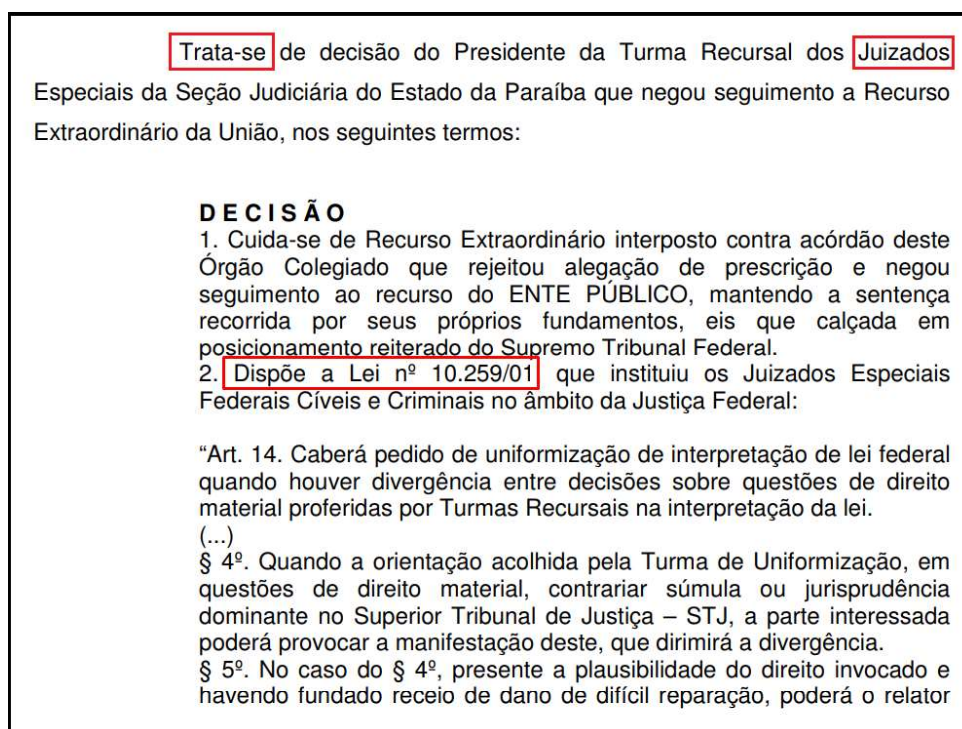 Trata-se de decisão do Presidente da Turma Recursal dos Juizados
Especiais da Seção Judiciária do Estado da Paraíba que negou seguimento a Recurso
Extraordinário da União, nos seguintes termos:
D E C I S Ã O
1. Cuida-se de Recurso Extraordinário interposto contra acórdão deste
Órgão Colegiado que rejeitou alegação de prescrição e negou
seguimento ao recurso do ENTE PÚBLICO, mantendo a sentença
recorrida por seus próprios fundamentos, eis que calçada em
posicionamento reiterado do Supremo Tribunal Federal.
2. Dispõe a Lei nº 10.259/01 que instituiu os Juizados Especiais
Federais Cíveis e Criminais no âmbito da Justiça Federal:
“Art. 14. Caberá pedido de uniformização de interpretação de lei federal
quando houver divergência entre decisões sobre questões de direito
material proferidas por Turmas Recursais na interpretação da lei.
(...)
§ 4º. Quando a orientação acolhida pela Turma de Uniformização, em
questões de direito material, contrariar súmula ou jurisprudência
dominante no Superior Tribunal de Justiça – STJ, a parte interessada
poderá provocar a manifestação deste, que dirimirá a divergência.
§ 5º. No caso do § 4º, presente a plausibilidade do direito invocado e
havendo fundado receio de dano de difícil reparação, poderá o relator